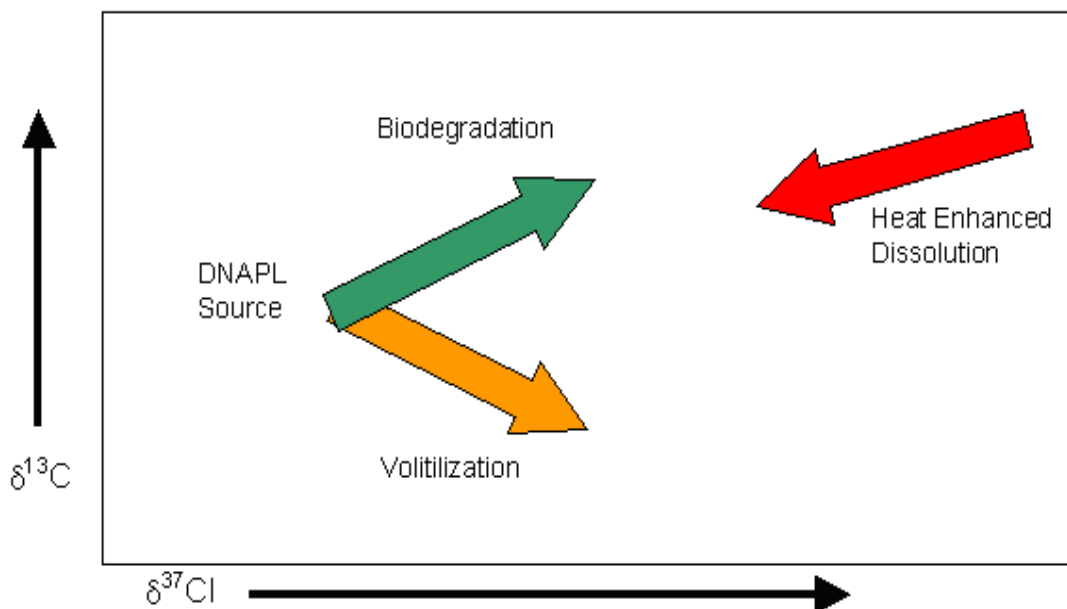 Biodegradation
Heat Enhanced
Dissolution
DNAPL
Source
Volitilization
δ¹³C
δ³⁷Cl